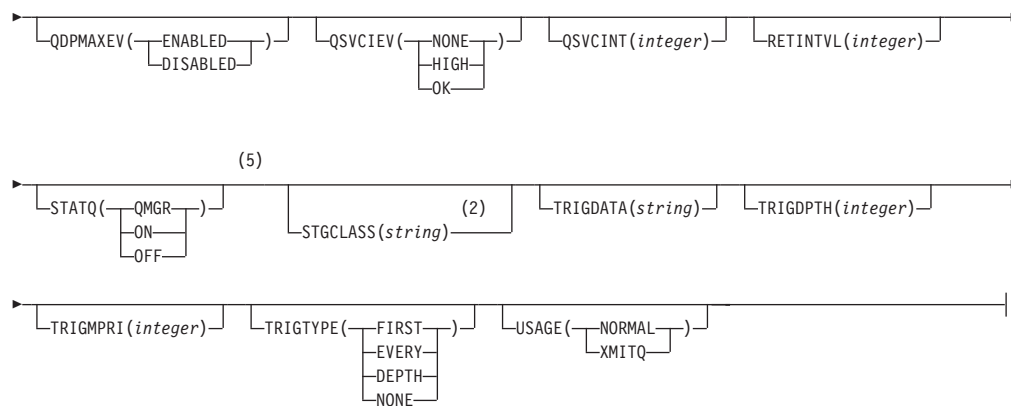 QDPMAXEV( ENABLED ) QSVCIEV( NONE ) QSVCINT(integer) RETINTVL(integer)
DISABLED HIGH
OK
(5)
STATQ( QMGR ) (2) TRIGDATA(string) TRIGDPTH(integer)
ON STGCLASS(string)
OFF
TRIGMPRI(integer) TRIGTYPE( FIRST ) USAGE( NORMAL )
EVERY XMITQ
DEPTH
NONE